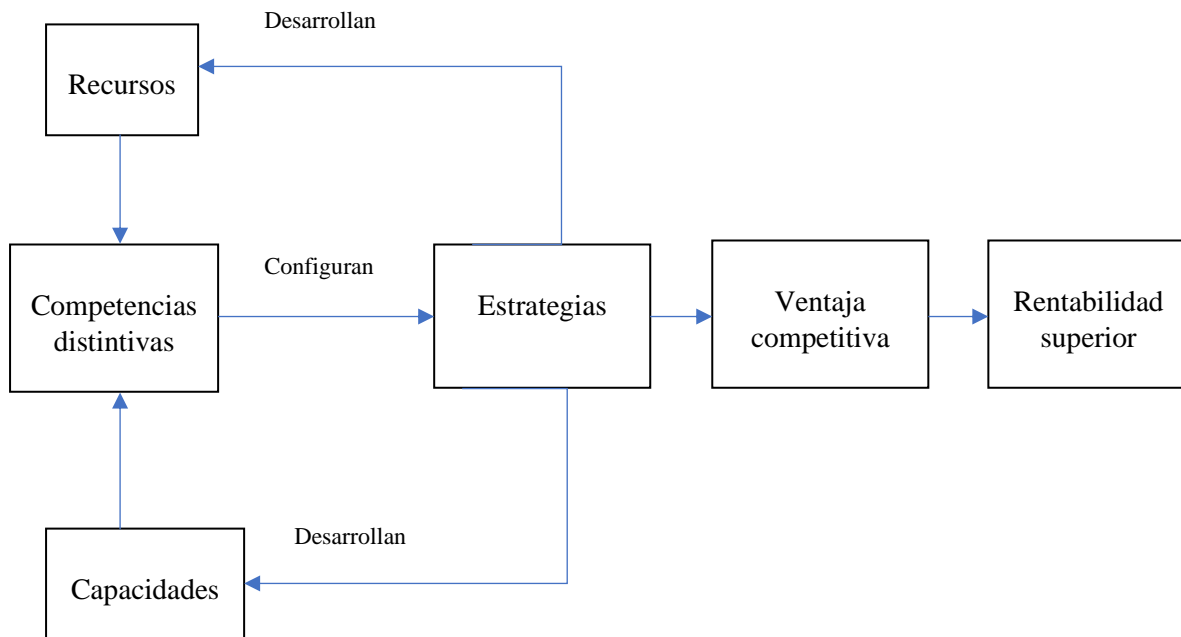 Desarrollan
Recursos
Configuran
Competencias
distintivas
Estrategias
Ventaja
competitiva
Rentabilidad
superior
Desarrollan
Capacidades